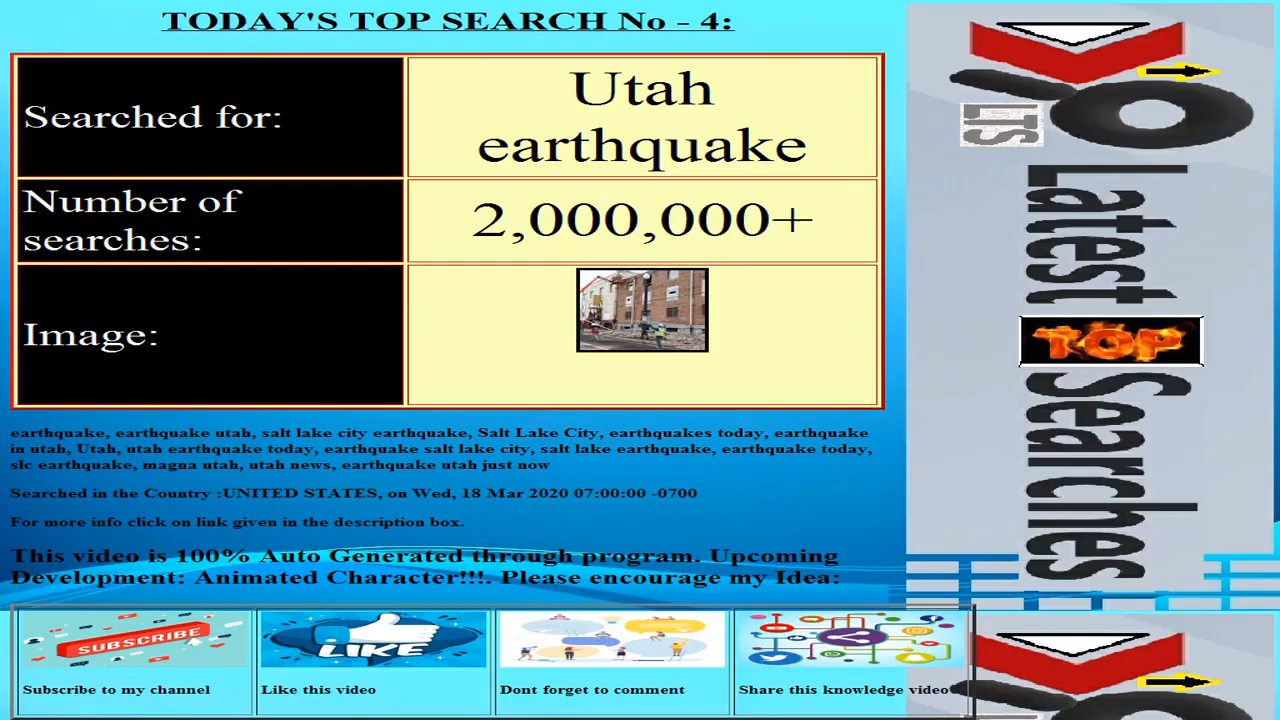 TODAY'S TOP SEARCH No - 4:
Searched for:
Utah
earthquake
Number of
searches:
2,000,000+
Image:
earthquake, earthquake utah, salt lake city earthquake, Salt Lake City, earthquakes today, earthquake
in utah, Utah, utah earthquake today, earthquake salt lake city, salt lake earthquake, earthquake today,
slc earthquake, magna utah, utah news, earthquake utah just now
Searched in the Country :UNITED STATES, on Wed, 18 Mar 2020 07:00:00 -0700
For more info click on link given in the description box.
This video is 100% Auto Generated through program. Upcoming
Development: Animated Character!!!. Please encourage my Idea:
SUBSCRIBE
LIKE
Subscribe to my channel
Like this video
Dont forget to comment
Share this knowledge video
LTS
Latest
TOP
Searches